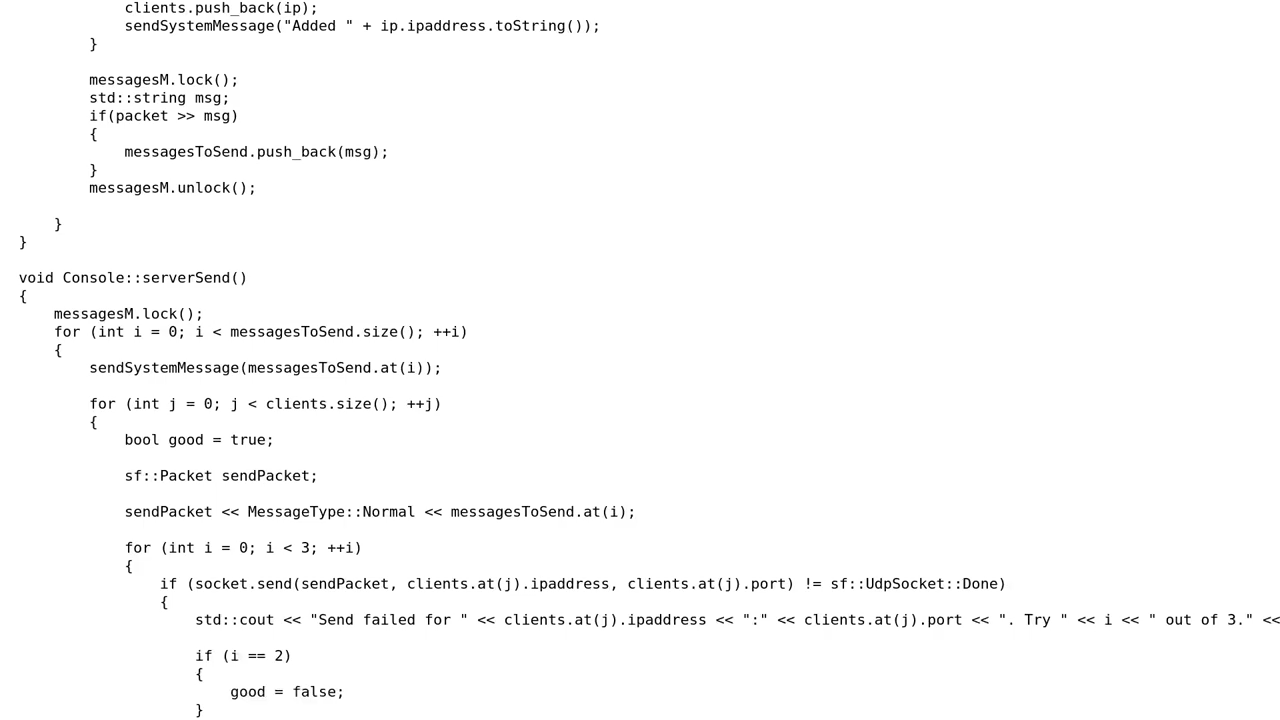 clients.push_back(ip);
sendSystemMessage("Added " + ip.ipaddress.toString());
}
messagesM.lock();
std::string msg;
if(packet >> msg)
{
messagesToSend.push_back(msg);
}
messagesM.unlock();
}
}
void Console::serverSend()
{
messagesM.lock();
for (int i = 0; i < messagesToSend.size(); ++i)
{
sendSystemMessage(messagesToSend.at(i));
for (int j = 0; j < clients.size(); ++j)
{
bool good = true;
sf::Packet sendPacket;
sendPacket << MessageType::Normal << messagesToSend.at(i);
for (int i = 0; i < 3; ++i)
{
if (socket.send(sendPacket, clients.at(j).ipaddress, clients.at(j).port) != sf::UdpSocket::Done)
{
std::cout << "Send failed for " << clients.at(j).ipaddress << ":" << clients.at(j).port << ". Try " << i << " out of 3." <<
if (i == 2)
{
good = false;
}